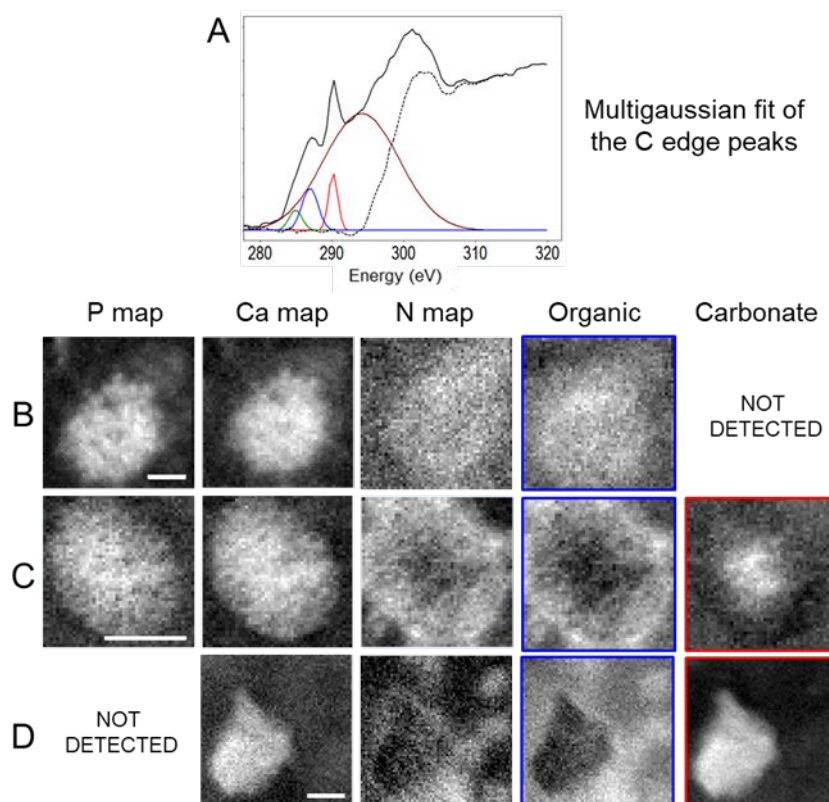 A
Multigaussian fit of
the C edge peaks
280 290 300 310 320
Energy (eV)
P map Ca map N map Organic Carbonate
B
NOT
DETECTED
C
D
NOT
DETECTED